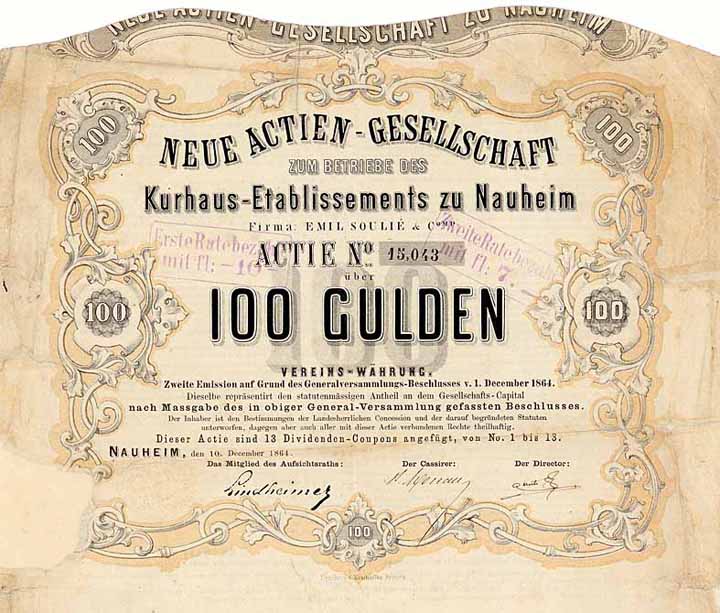 NEUE ACTIEN-GESELLSCHAFT ZU NAUHEIM
100
100
NEUE ACTIEN-GESELLSCHAFT
ZUM BETRIEBE DES
Kurhaus-Etablissements zu Nauheim
Firma: EMIL SOULIÉ & COMP.
Erste Rate bezahlt
mit fl: -10
Zweite Rate bezahlt
mit fl: 7.
ACTIE No. 15,043
über
100 GULDEN
100
100
VEREINS-WÄHRUNG.
Zweite Emission auf Grund des Generalversammlungs-Beschlusses v. 1. December 1864.
Dieselbe repräsentirt den statutenmässigen Antheil an dem Gesellschafts-Capital
nach Massgabe des in obiger General-Versammlung gefassten Beschlusses.
Der Inhaber ist den Bestimmungen der Landesherrlichen Concession und der darauf begründeten Statuten
unterworfen, dagegen aber auch aller mit dieser Actie verbundenen Rechte theilhaftig.
Dieser Actie sind 13 Dividenden-Coupons angefügt, von No. 1 bis 13.
NAUHEIM, den 10. December 1864.
Das Mitglied des Aufsichtsraths:
Der Cassirer:
Der Director:
Lindheimer
100